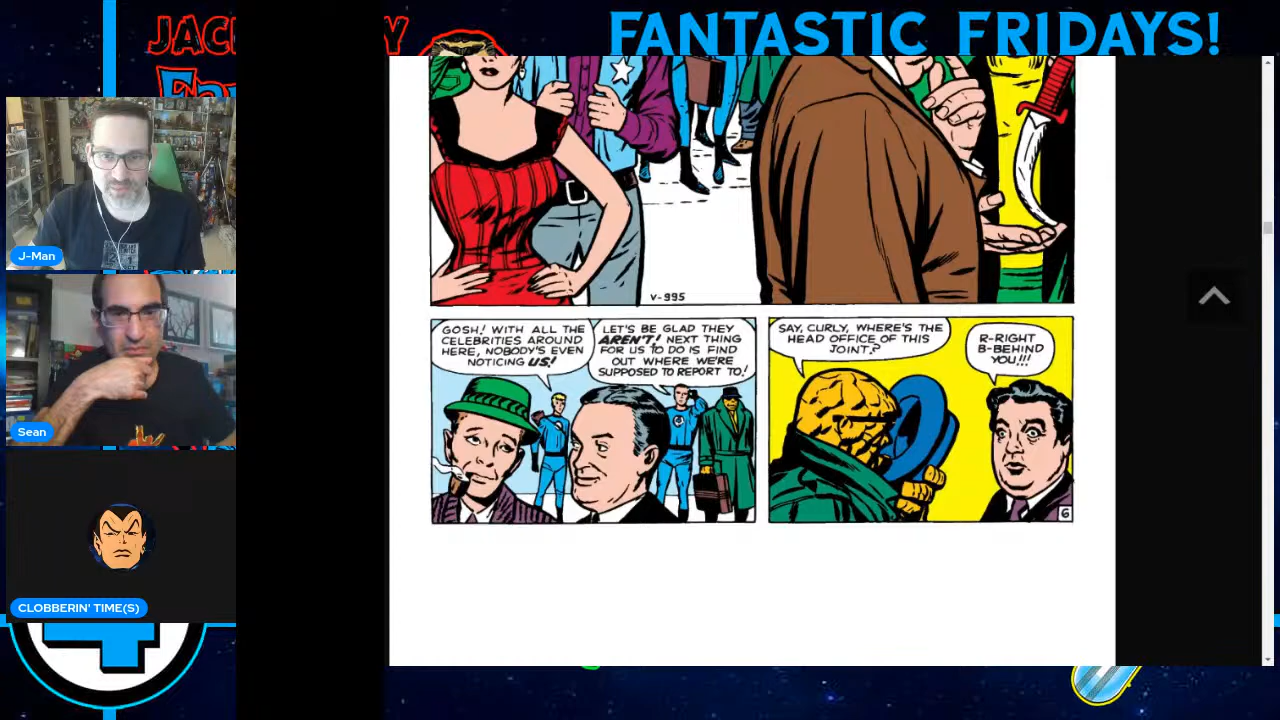 FANTASTIC FRIDAYS!
J-Man
Sean
CLOBBERIN' TIME(S)
V-995
GOSH! WITH ALL THE
CELEBRITIES AROUND
HERE, NOBODY'S EVEN
NOTICING US!
LET'S BE GLAD THEY
AREN'T! NEXT THING
FOR US TO DO IS FIND
OUT WHERE WE'RE
SUPPOSED TO REPORT TO!
SAY, CURLY, WHERE'S THE
HEAD OFFICE OF THIS
JOINT?
R-RIGHT
B-BEHIND
YOU!!!
6